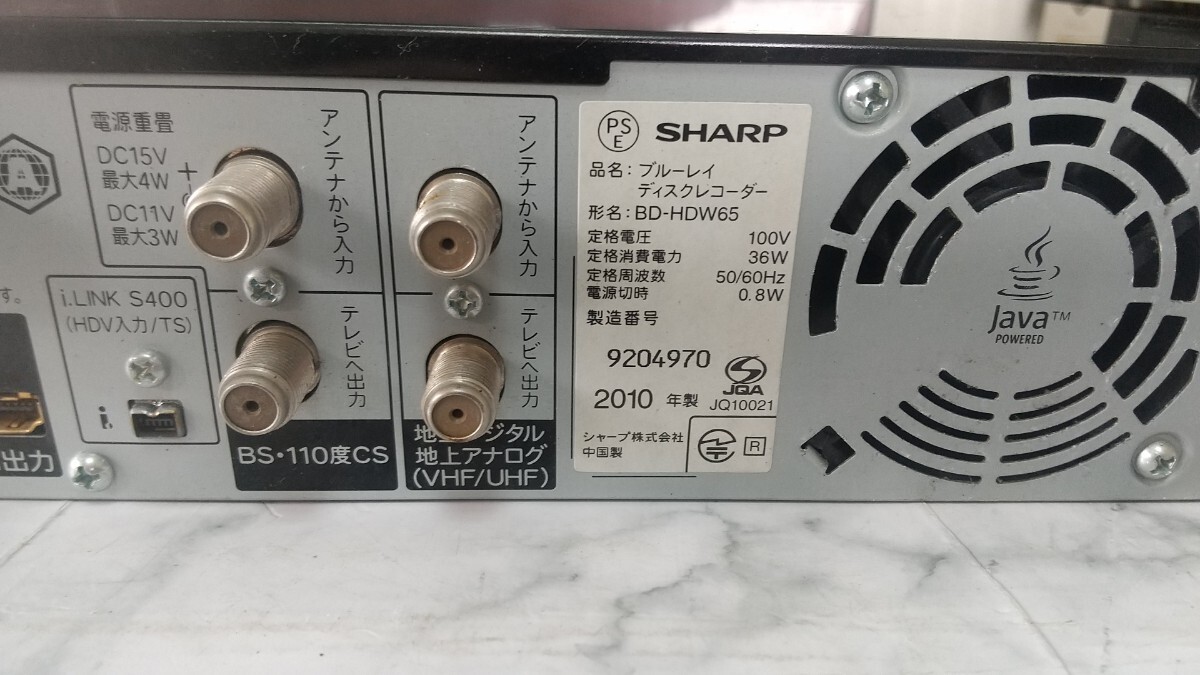 電源重畳
DC15V
最大4W
DC11V
最大3W
+
アンテナから入力
アンテナから入力
i.LINK S400
(HDV入力/TS)
i.
す。
出力
テレビへ出力
テレビへ出力
BS・110度CS
地上デジタル
地上アナログ
(VHF/UHF)
PS
E
SHARP
品名:ブルーレイ
ディスクレコーダー
形名:BD-HDW65
定格電圧 100V
定格消費電力 36W
定格周波数 50/60Hz
電源切時 0.8W
製造番号
9204970
2010 年製
JQA
JQ10021
シャープ株式会社
中国製
R
Java™
POWERED